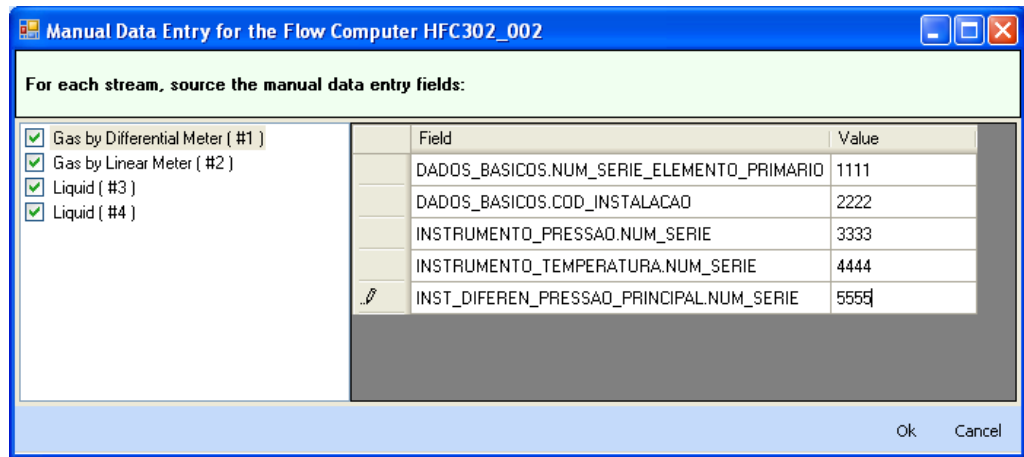 Manual Data Entry for the Flow Computer HFC302_002
For each stream, source the manual data entry fields:
Gas by Differential Meter ( #1 )
Gas by Linear Meter ( #2 )
Liquid ( #3 )
Liquid ( #4 )
Field Value
DADOS_BASICOS.NUM_SERIE_ELEMENTO_PRIMARIO 1111
DADOS_BASICOS.COD_INSTALACAO 2222
INSTRUMENTO_PRESSAO.NUM_SERIE 3333
INSTRUMENTO_TEMPERATURA.NUM_SERIE 4444
INST_DIFEREN_PRESSAO_PRINCIPAL.NUM_SERIE 5555
Ok Cancel